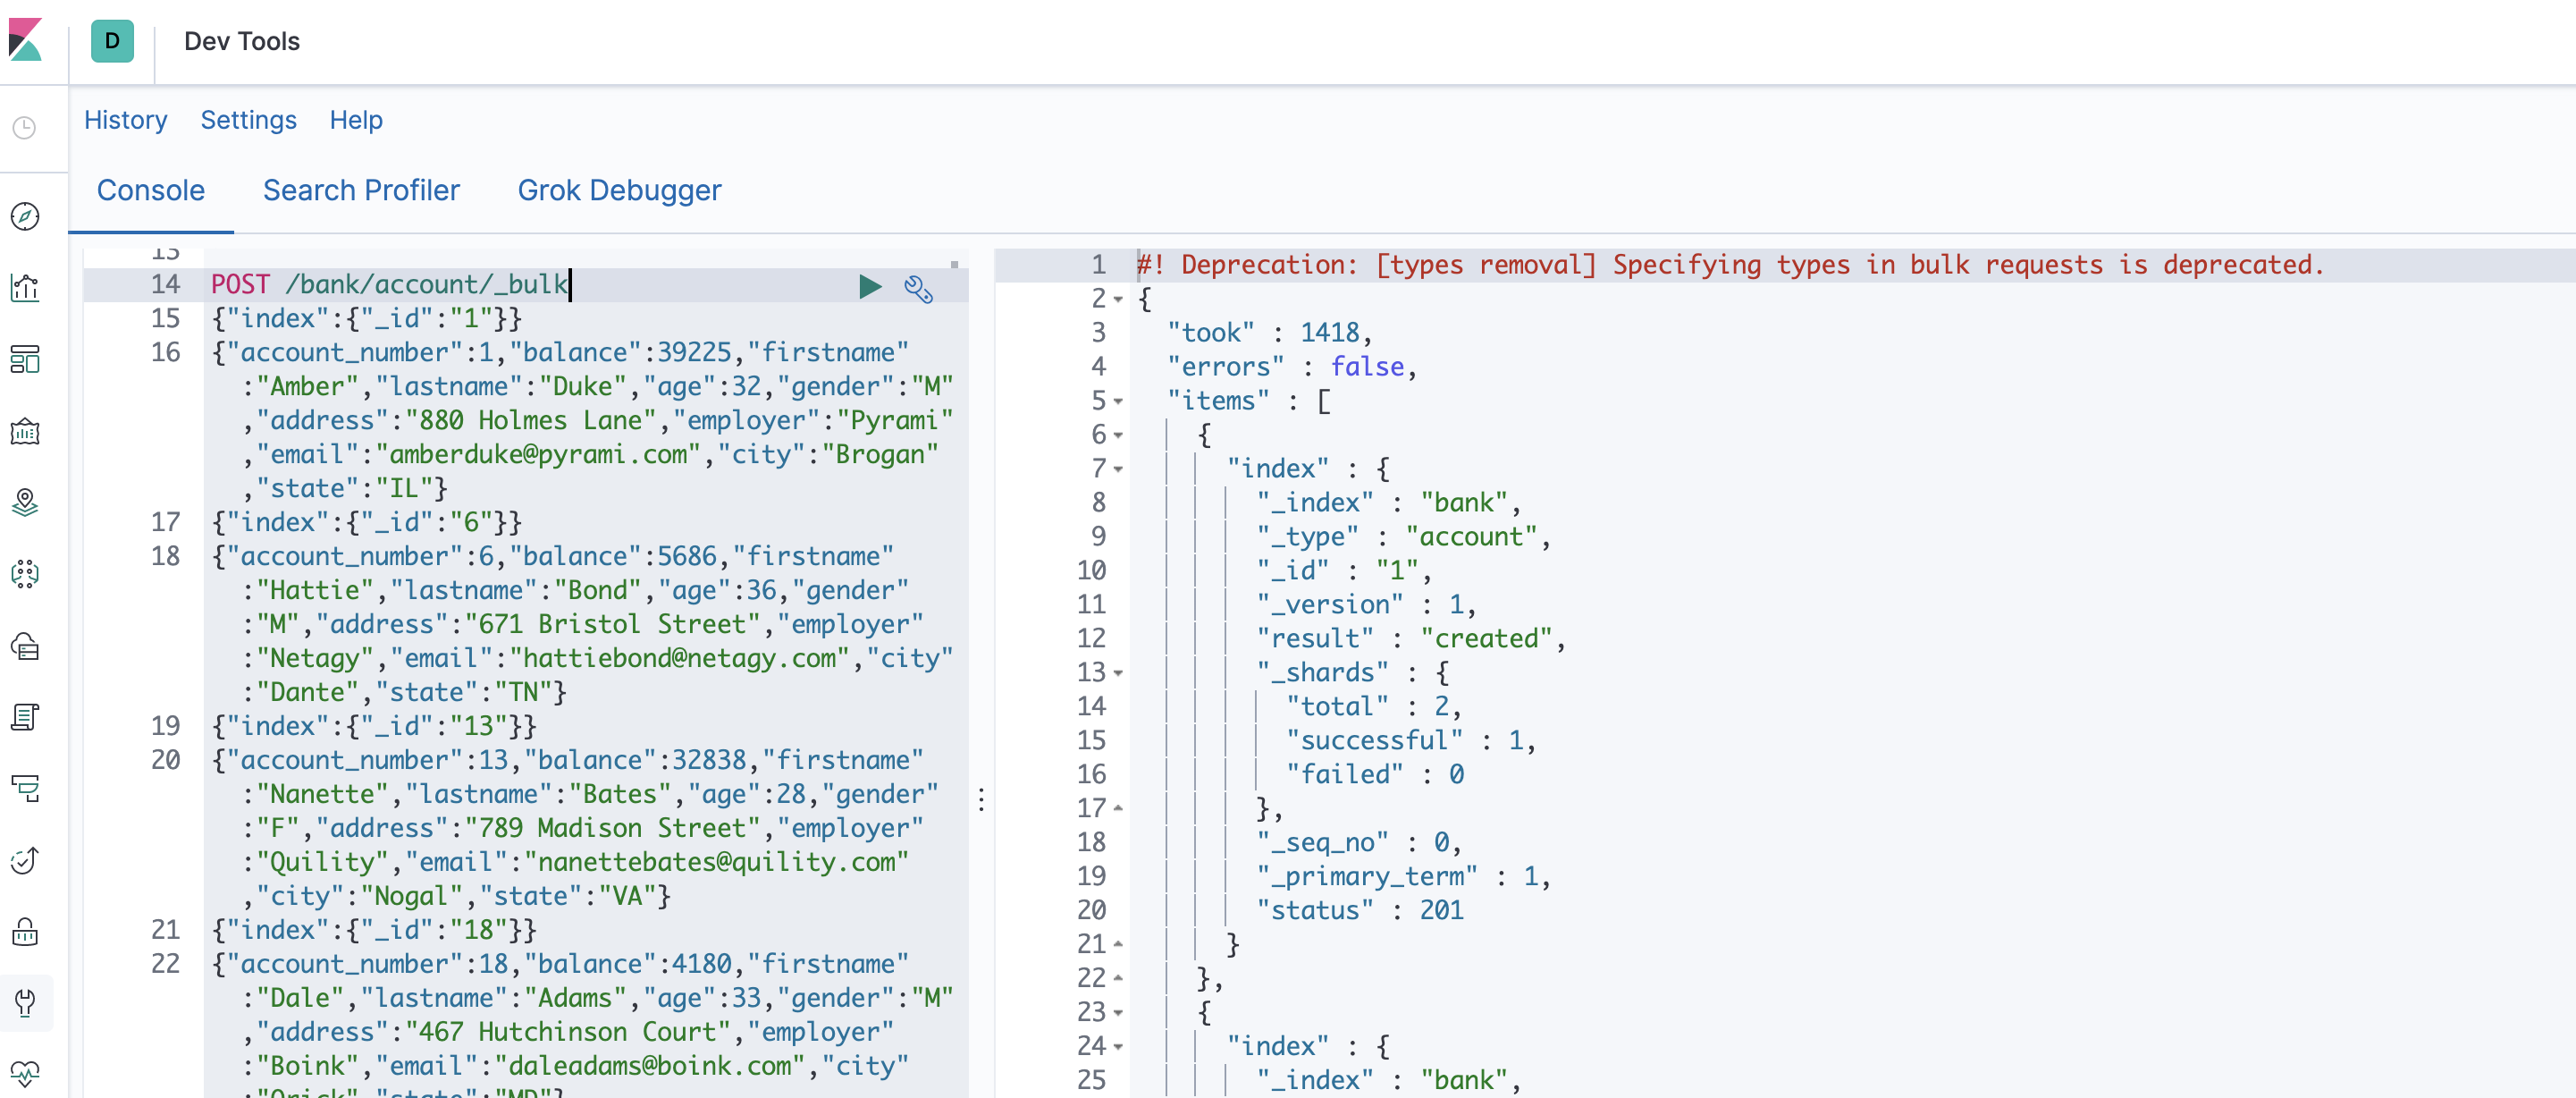 D
Dev Tools
History Settings Help
Console Search Profiler Grok Debugger
13
14 POST /bank/account/_bulk
15 {"index":{"_id":"1"}}
16 {"account_number":1,"balance":39225,"firstname"
:"Amber","lastname":"Duke","age":32,"gender":"M"
,"address":"880 Holmes Lane","employer":"Pyrami"
,"email":"amberduke@pyrami.com","city":"Brogan"
,"state":"IL"}
17 {"index":{"_id":"6"}}
18 {"account_number":6,"balance":5686,"firstname"
:"Hattie","lastname":"Bond","age":36,"gender"
:"M","address":"671 Bristol Street","employer"
:"Netagy","email":"hattiebond@netagy.com","city"
:"Dante","state":"TN"}
19 {"index":{"_id":"13"}}
20 {"account_number":13,"balance":32838,"firstname"
:"Nanette","lastname":"Bates","age":28,"gender"
:"F","address":"789 Madison Street","employer"
:"Quility","email":"nanettebates@quility.com"
,"city":"Nogal","state":"VA"}
21 {"index":{"_id":"18"}}
22 {"account_number":18,"balance":4180,"firstname"
:"Dale","lastname":"Adams","age":33,"gender":"M"
,"address":"467 Hutchinson Court","employer"
:"Boink","email":"daleadams@boink.com","city"
:"Orick","state":"MD"}
1 #! Deprecation: [types removal] Specifying types in bulk requests is deprecated.
2 {
3 "took" : 1418,
4 "errors" : false,
5 "items" : [
6 {
7 "index" : {
8 "_index" : "bank",
9 "_type" : "account",
10 "_id" : "1",
11 "_version" : 1,
12 "result" : "created",
13 "_shards" : {
14 "total" : 2,
15 "successful" : 1,
16 "failed" : 0
17 },
18 "_seq_no" : 0,
19 "_primary_term" : 1,
20 "status" : 201
21 }
22 },
23 {
24 "index" : {
25 "_index" : "bank",